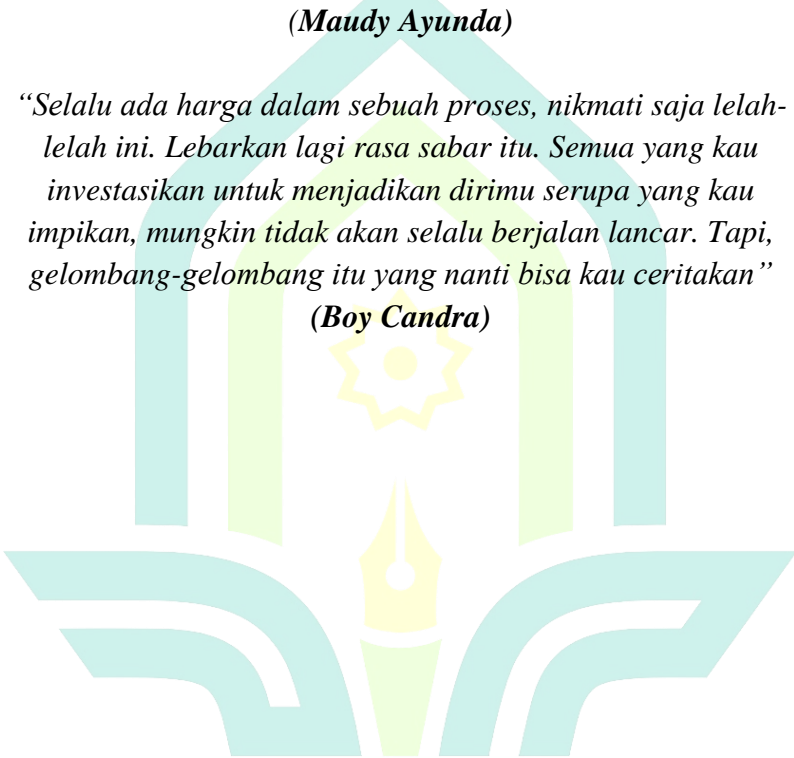 (Maudy Ayunda)
“Selalu ada harga dalam sebuah proses, nikmati saja lelah-
lelah ini. Lebarkan lagi rasa sabar itu. Semua yang kau
investasikan untuk menjadikan dirimu serupa yang kau
impikan, mungkin tidak akan selalu berjalan lancar. Tapi,
gelombang-gelombang itu yang nanti bisa kau ceritakan”
(Boy Candra)